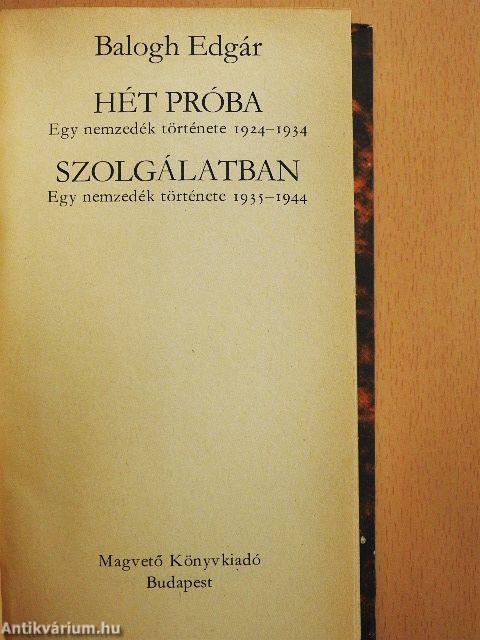 Balogh Edgár
HÉT PRÓBA
Egy nemzedék története 1924–1934
SZOLGÁLATBAN
Egy nemzedék története 1935–1944
Magvető Könyvkiadó
Budapest
Antikvárium.hu